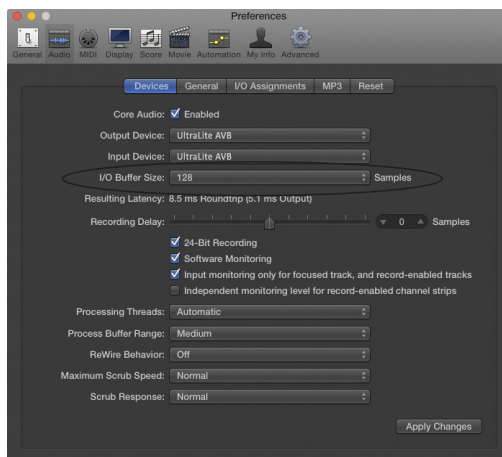 Preferences
General Audio MIDI Display Score Movie Automation My Info Advanced
Devices General I/O Assignments MP3 Reset
Core Audio: Enabled
Output Device: UltraLite AVB
Input Device: UltraLite AVB
I/O Buffer Size: 128 Samples
Resulting Latency: 8.5 ms Roundtrip (5.1 ms Output)
Recording Delay: 0 Samples
24-Bit Recording
Software Monitoring
Input monitoring only for focused track, and record-enabled tracks
Independent monitoring level for record-enabled channel strips
Processing Threads: Automatic
Process Buffer Range: Medium
ReWire Behavior: Off
Maximum Scrub Speed: Normal
Scrub Response: Normal
Apply Changes